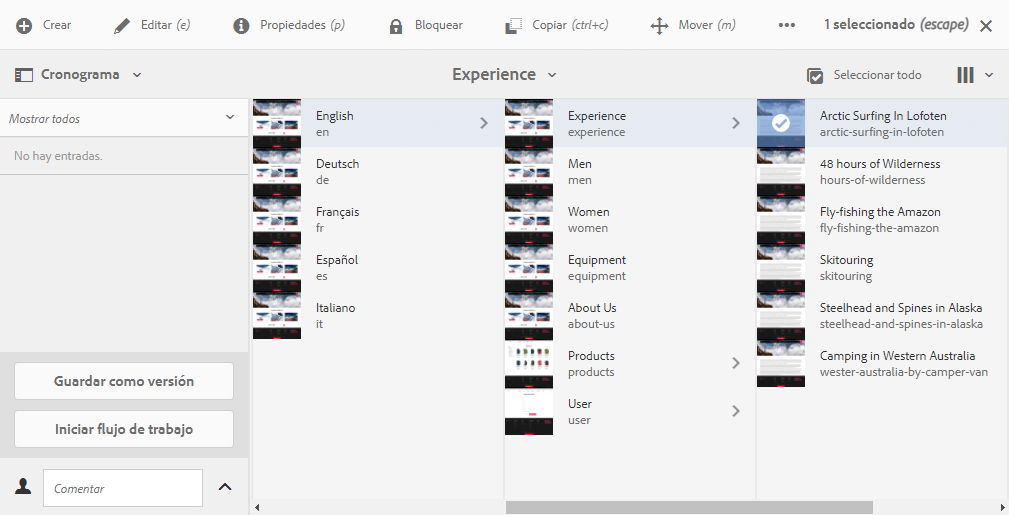 Crear Editar (e) Propiedades (p) Bloquear Copiar (ctrl+c) Mover (m) 1 seleccionado (escape)
Cronograma Experience Seleccionar todo
Mostrar todos
No hay entradas.
Guardar como versión
Iniciar flujo de trabajo
Comentar
English
en
Deutsch
de
Français
fr
Español
es
Italiano
it
Experience
experience
Men
men
Women
women
Equipment
equipment
About Us
about-us
Products
products
User
user
Arctic Surfing In Lofoten
arctic-surfing-in-lofoten
48 hours of Wilderness
hours-of-wilderness
Fly-fishing the Amazon
fly-fishing-the-amazon
Skitouring
skitouring
Steelhead and Spines in Alaska
steelhead-and-spines-in-alaska
Camping in Western Australia
wester-australia-by-camper-van